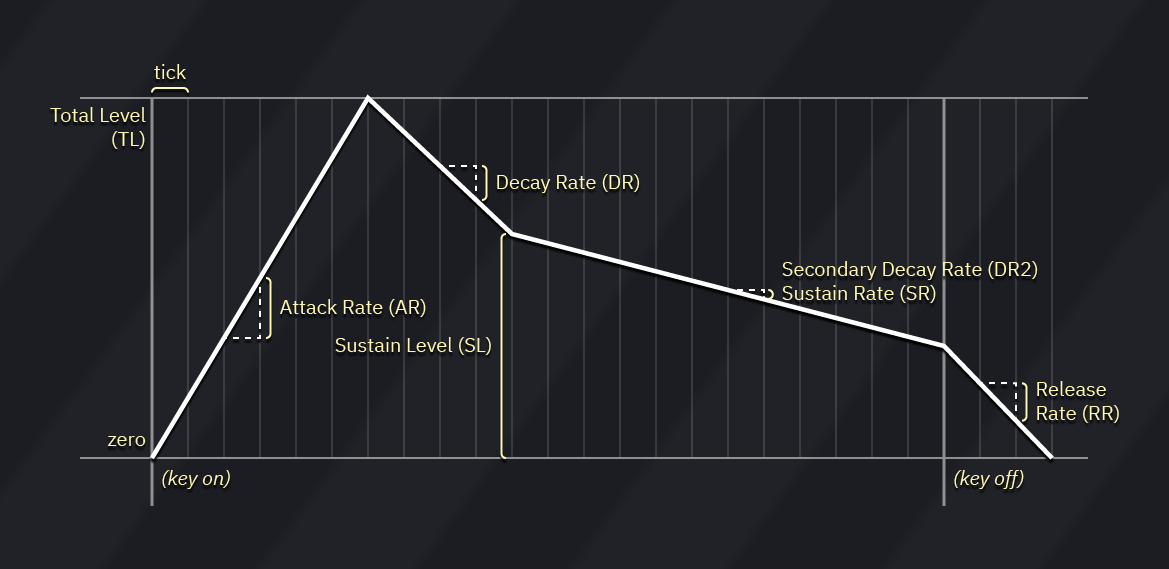 tick
Total Level
(TL)
Decay Rate (DR)
Secondary Decay Rate (DR2)
Sustain Rate (SR)
Attack Rate (AR)
Sustain Level (SL)
Release
Rate (RR)
zero
(key on)
(key off)